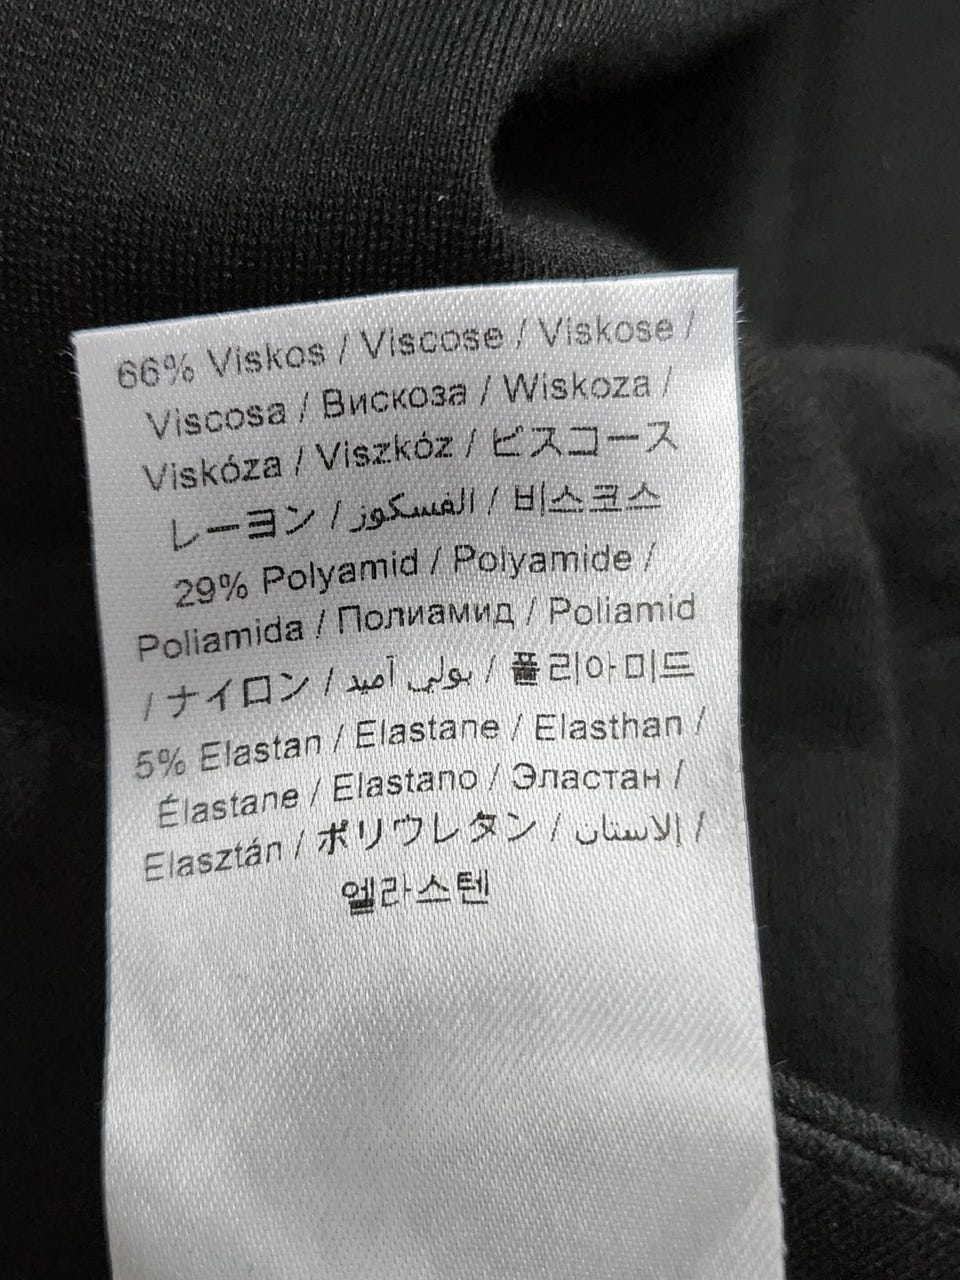 66% Viskos / Viscose / Viskose /
Viscosa / Вискоза / Wiskoza /
Viskóza / Viszkóz / ビスコース
レーヨン / الفسكوز / 비스코스
29% Polyamid / Polyamide /
Poliamida / Полиамид / Poliamid
/ ナイロン / بولي آميد / 폴리아미드
5% Elastan / Elastane / Elasthan /
Élastane / Elastano / Эластан /
Elasztán / ポリウレタン / إلاستان /
엘라스텐